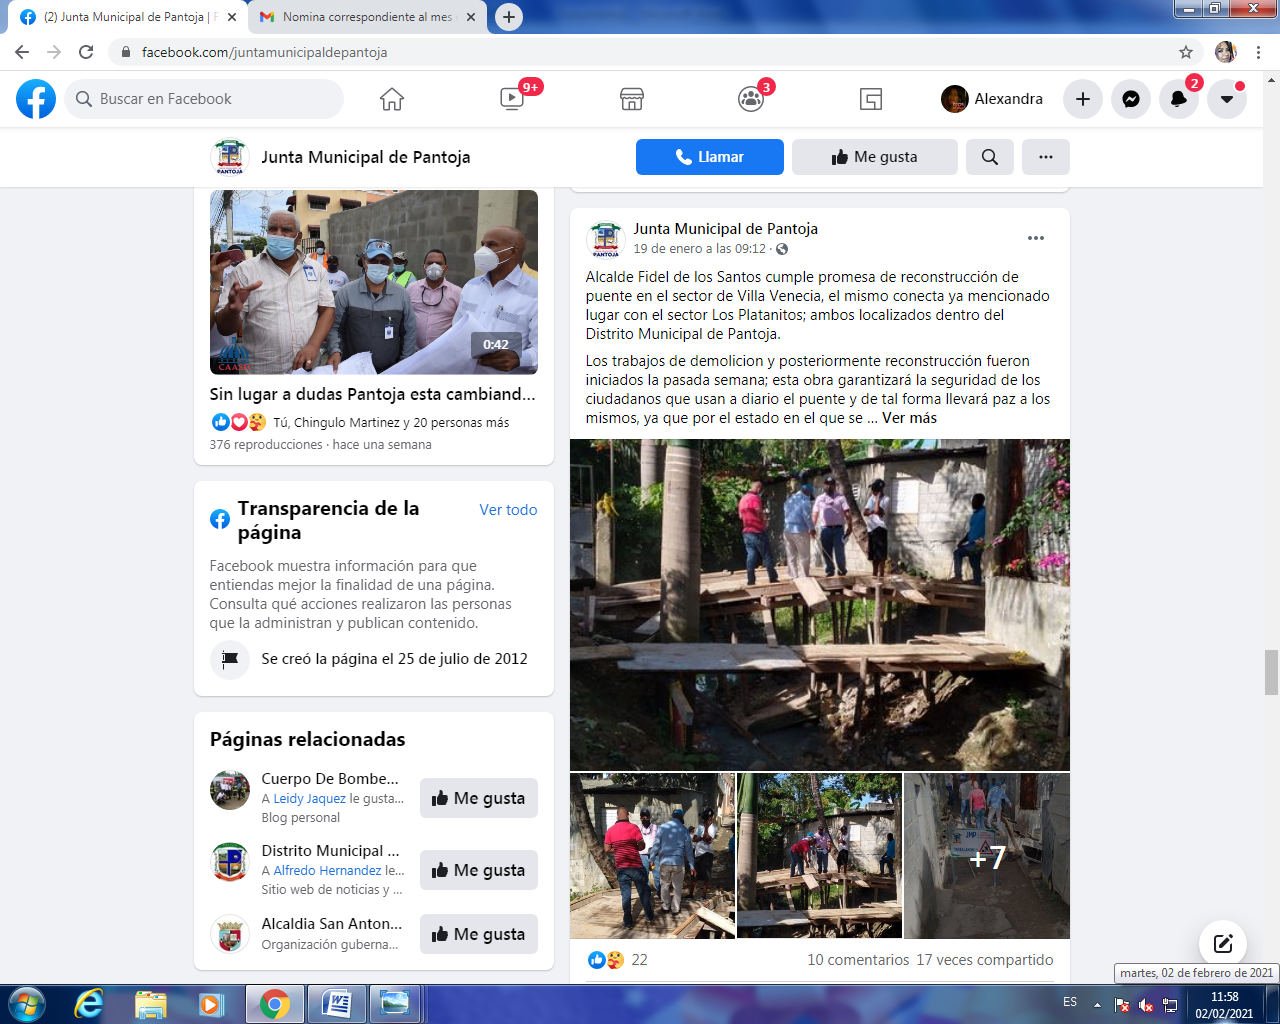 (2) Junta Municipal de Pantoja | F
Nomina correspondiente al mes
facebook.com/juntamunicipaldepantoja
Buscar en Facebook
9+
3
Alexandra
2
Junta Municipal de Pantoja
Llamar
Me gusta
PANTOJA
0:42
CAASD
Sin lugar a dudas Pantoja esta cambiand...
Tú, Chingulo Martinez y 20 personas más
376 reproducciones · hace una semana
Transparencia de la
página
Ver todo
Facebook muestra información para que
entiendas mejor la finalidad de una página.
Consulta qué acciones realizaron las personas
que la administran y publican contenido.
Se creó la página el 25 de julio de 2012
Páginas relacionadas
Cuerpo De Bombe...
A Leidy Jaquez le gusta...
Blog personal
Me gusta
Distrito Municipal ...
A Alfredo Hernandez le...
Sitio web de noticias y ...
Me gusta
Alcaldia San Anton...
Organización guberna...
Me gusta
Junta Municipal de Pantoja
19 de enero a las 09:12 ·
PANTOJA
Alcalde Fidel de los Santos cumple promesa de reconstrucción de
puente en el sector de Villa Venecia, el mismo conecta ya mencionado
lugar con el sector Los Platanitos; ambos localizados dentro del
Distrito Municipal de Pantoja.
Los trabajos de demolicion y posteriormente reconstrucción fueron
iniciados la pasada semana; esta obra garantizará la seguridad de los
ciudadanos que usan a diario el puente y de tal forma llevará paz a los
mismos, ya que por el estado en el que se ... Ver más
JMP
+7
22
10 comentarios 17 veces compartido
martes, 02 de febrero de 2021
ES
11:58
02/02/2021